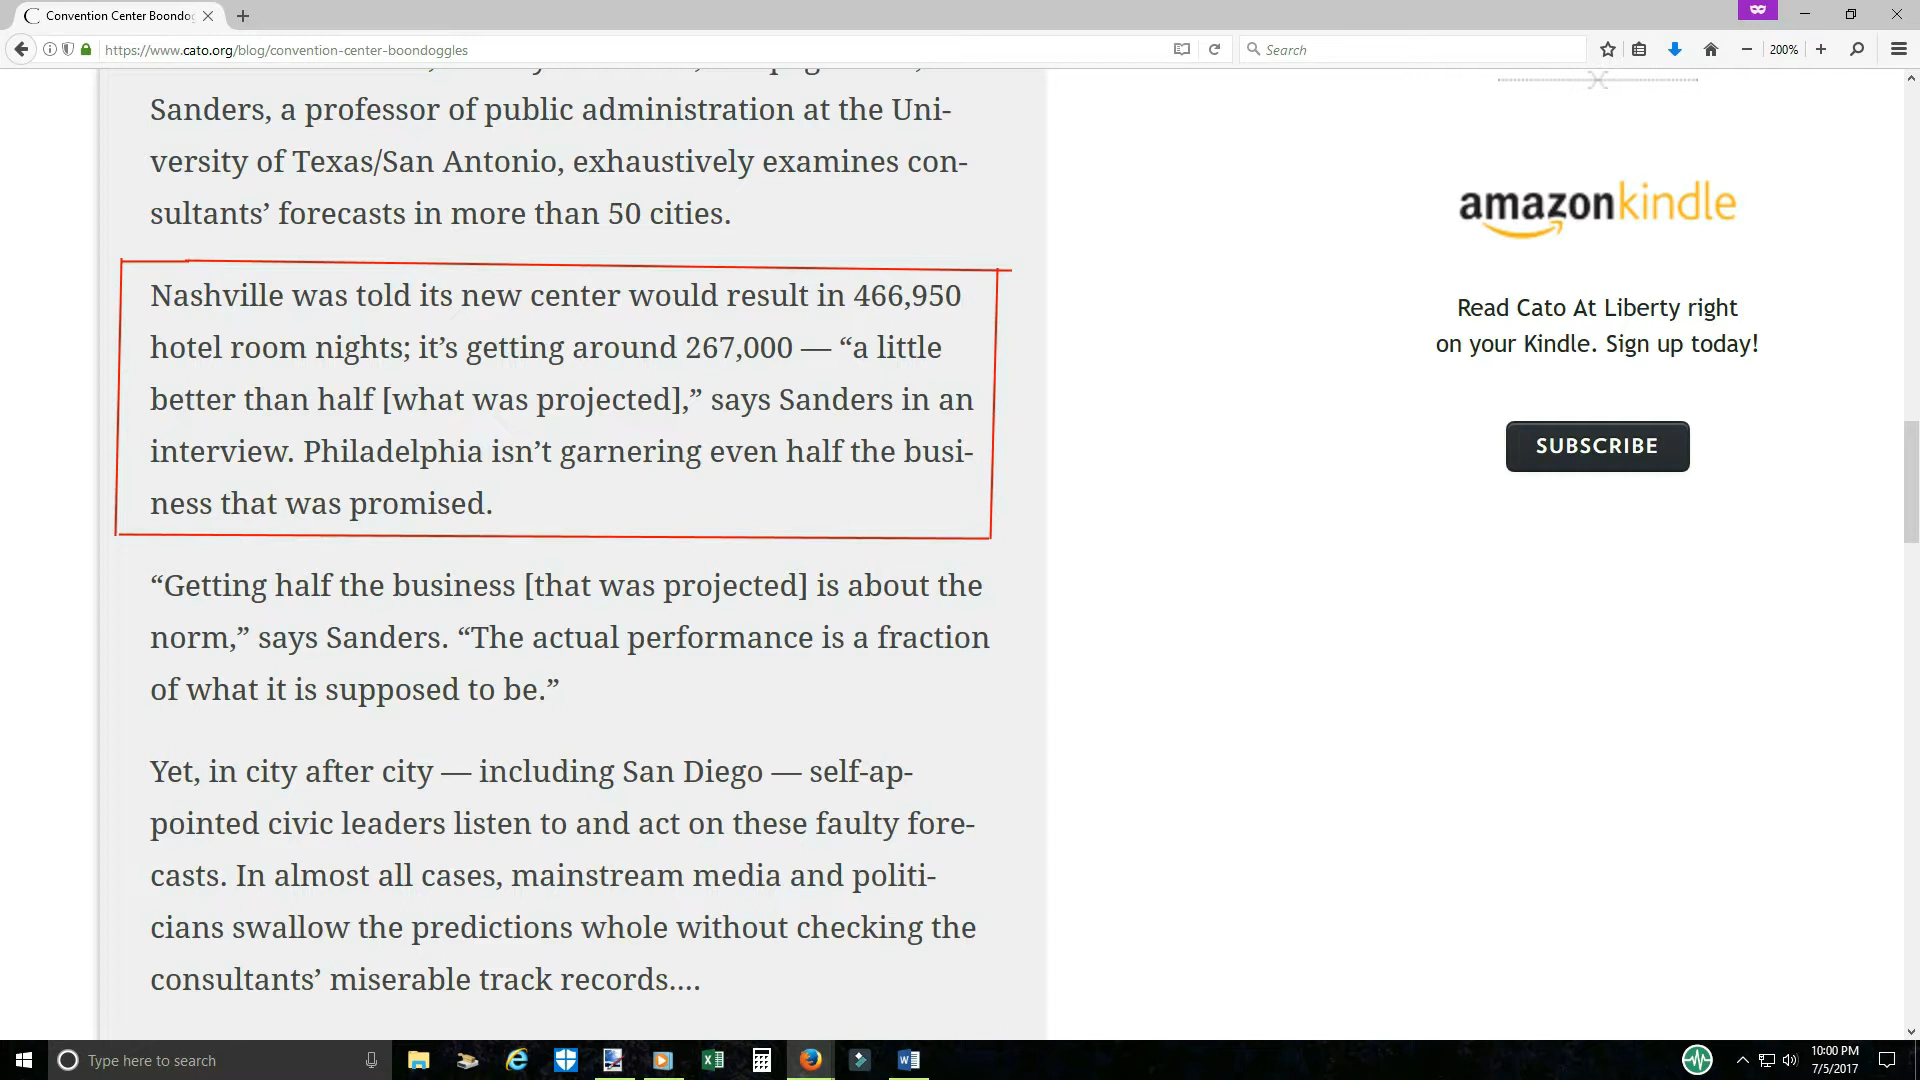 Convention Center Boondog
https://www.cato.org/blog/convention-center-boondoggles
Search
200%
Sanders, a professor of public administration at the Uni-
versity of Texas/San Antonio, exhaustively examines con-
sultants’ forecasts in more than 50 cities.
Nashville was told its new center would result in 466,950
hotel room nights; it’s getting around 267,000 — “a little
better than half [what was projected],” says Sanders in an
interview. Philadelphia isn’t garnering even half the busi-
ness that was promised.
“Getting half the business [that was projected] is about the
norm,” says Sanders. “The actual performance is a fraction
of what it is supposed to be.”
Yet, in city after city — including San Diego — self-ap-
pointed civic leaders listen to and act on these faulty fore-
casts. In almost all cases, mainstream media and politi-
cians swallow the predictions whole without checking the
consultants’ miserable track records....
amazonkindle
Read Cato At Liberty right
on your Kindle. Sign up today!
SUBSCRIBE
Type here to search
10:00 PM
7/5/2017